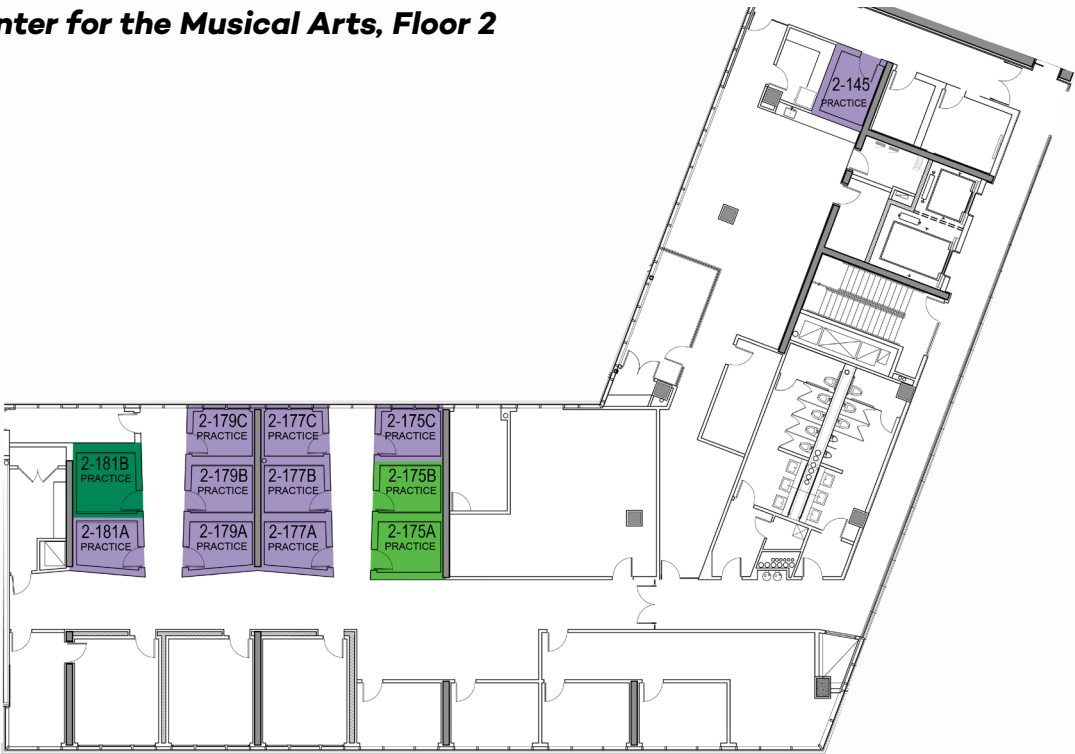 nter for the Musical Arts, Floor 2
2-145
PRACTICE
2-179C
PRACTICE
2-177C
PRACTICE
2-175C
PRACTICE
2-181B
PRACTICE
2-179B
PRACTICE
2-177B
PRACTICE
2-175B
PRACTICE
2-181A
PRACTICE
2-179A
PRACTICE
2-177A
PRACTICE
2-175A
PRACTICE